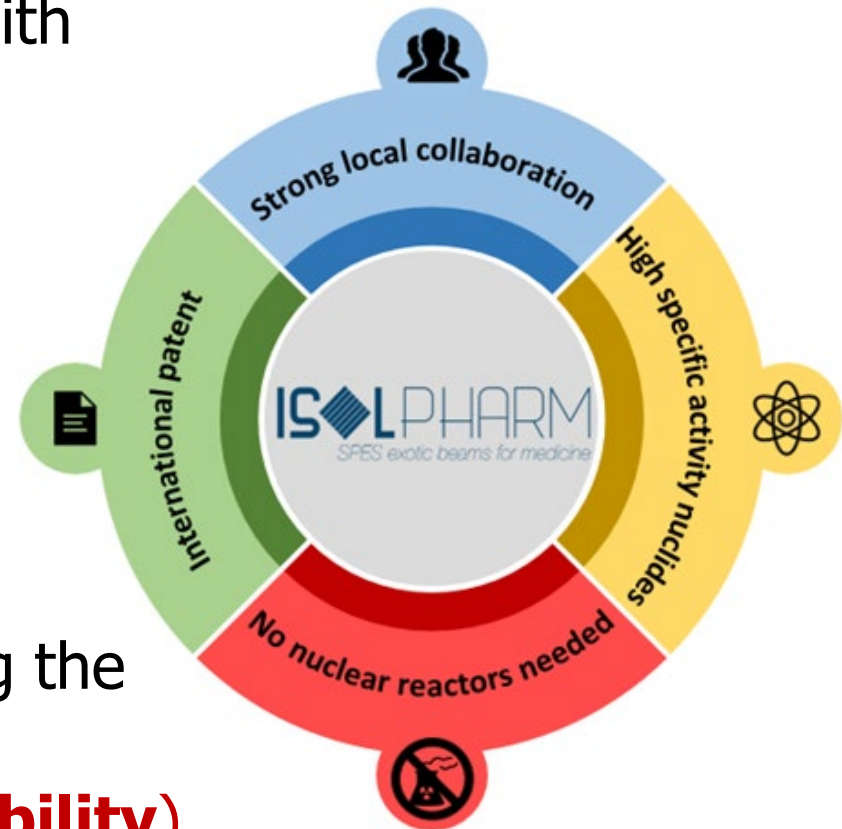 ith
Strong local collaboration
High specific activity nuclides
International patent
ISOLPHARM
SPES exotic beams for medicine
No nuclear reactors needed
g the
bility)